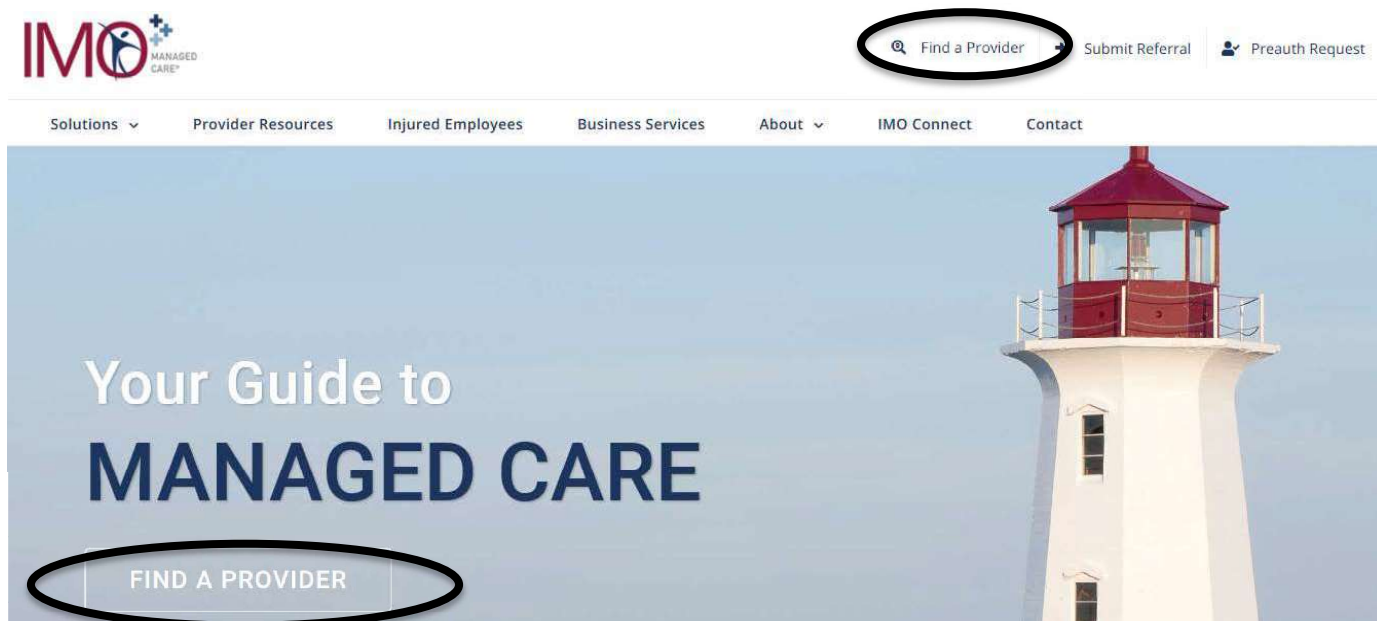 IMO MANAGED CARE®
Find a Provider
Submit Referral
Preauth Request
Solutions
Provider Resources
Injured Employees
Business Services
About
IMO Connect
Contact
Your Guide to
MANAGED CARE
FIND A PROVIDER